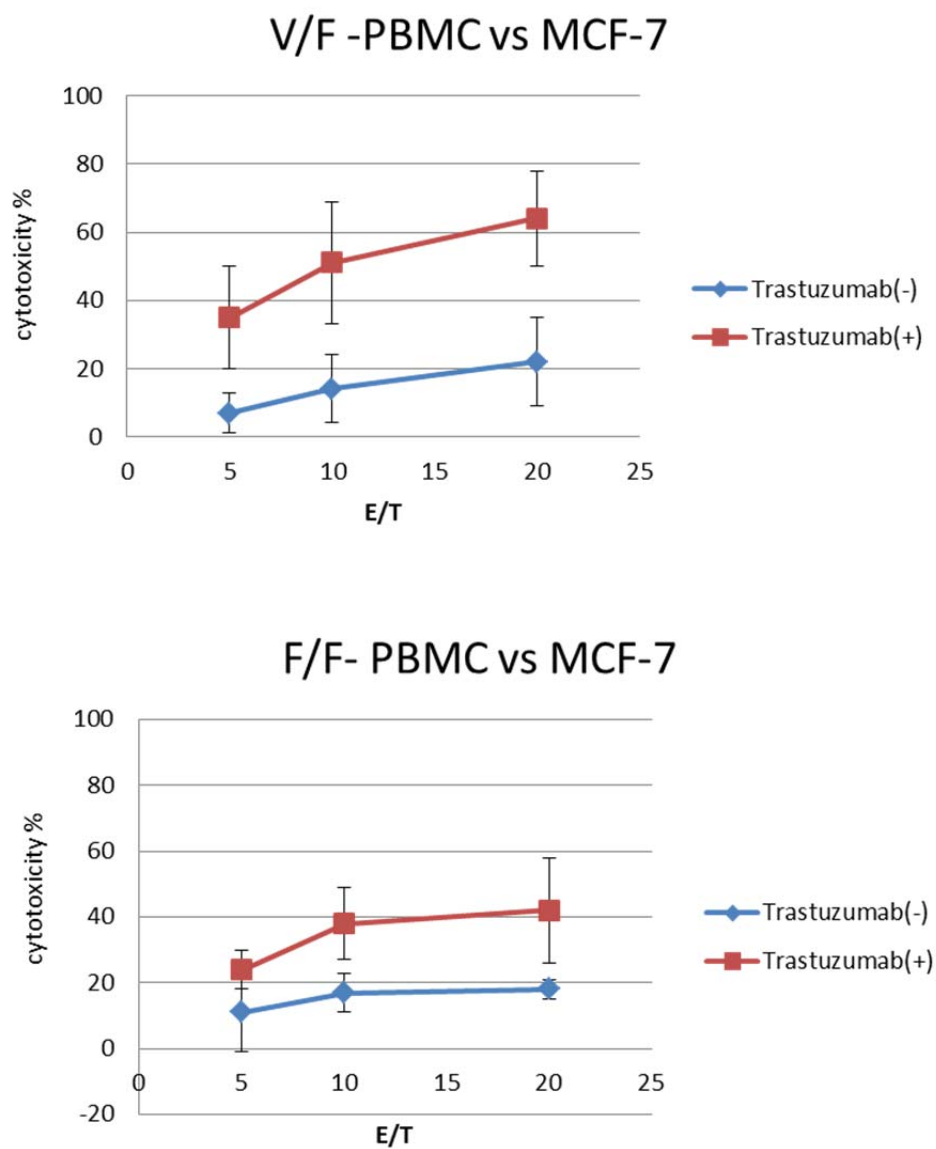 V/F -PBMC vs MCF-7
100
80
60
40
20
0
cytotoxicity %
0 5 10 15 20 25
E/T
Trastuzumab(-)
Trastuzumab(+)
F/F- PBMC vs MCF-7
100
80
60
40
20
0
-20
cytotoxicity %
0 5 10 15 20 25
E/T
Trastuzumab(-)
Trastuzumab(+)